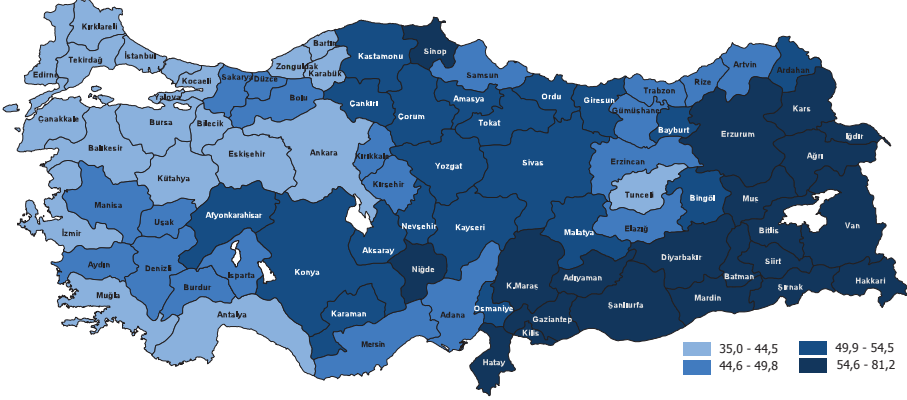 Kırklareli
Edirne
Tekirdağ
İstanbul
Kocaeli
Yalova
Sakarya
Düzce
Zonguldak
Bartın
Karabük
Kastamonu
Sinop
Samsun
Bolu
Çankırı
Çorum
Amasya
Tokat
Ordu
Giresun
Trabzon
Gümüşhane
Rize
Artvin
Ardahan
Bayburt
Erzurum
Kars
Iğdır
Ağrı
Çanakkale
Bursa
Bilecik
Balıkesir
Kütahya
Eskişehir
Ankara
Kırıkkale
Kırşehir
Yozgat
Sivas
Erzincan
Tunceli
Bingöl
Muş
Bitlis
Van
Manisa
Uşak
Afyonkarahisar
İzmir
Aydın
Denizli
Burdur
Isparta
Konya
Aksaray
Nevşehir
Kayseri
Niğde
Malatya
Elazığ
Diyarbakır
Batman
Siirt
Şırnak
Hakkari
Mardin
Şanlıurfa
Adıyaman
K.Maraş
Gaziantep
Kilis
Osmaniye
Hatay
Adana
Mersin
Karaman
Antalya
Muğla
35,0 - 44,5
44,6 - 49,8
49,9 - 54,5
54,6 - 81,2